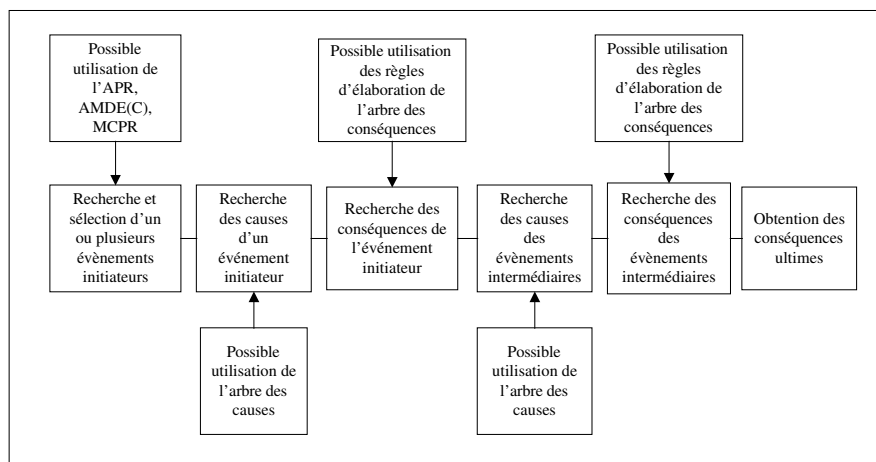 Possible
utilisation de
l'APR,
AMDE(C),
MCPR
Possible utilisation
des règles
d'élaboration de
l'arbre des
conséquences
Possible utilisation
des règles
d'élaboration de
l'arbre des
conséquences
Recherche et
sélection d'un
ou plusieurs
évènements
initiateurs
Recherche
des causes
d'un
événement
initiateur
Recherche des
conséquences de
l'événement
initiateur
Recherche
des causes
des
évènements
intermédiaires
Recherche des
conséquences
des
évènements
intermédiaires
Obtention des
conséquences
ultimes
Possible
utilisation de
l'arbre des
causes
Possible
utilisation de
l'arbre des
causes